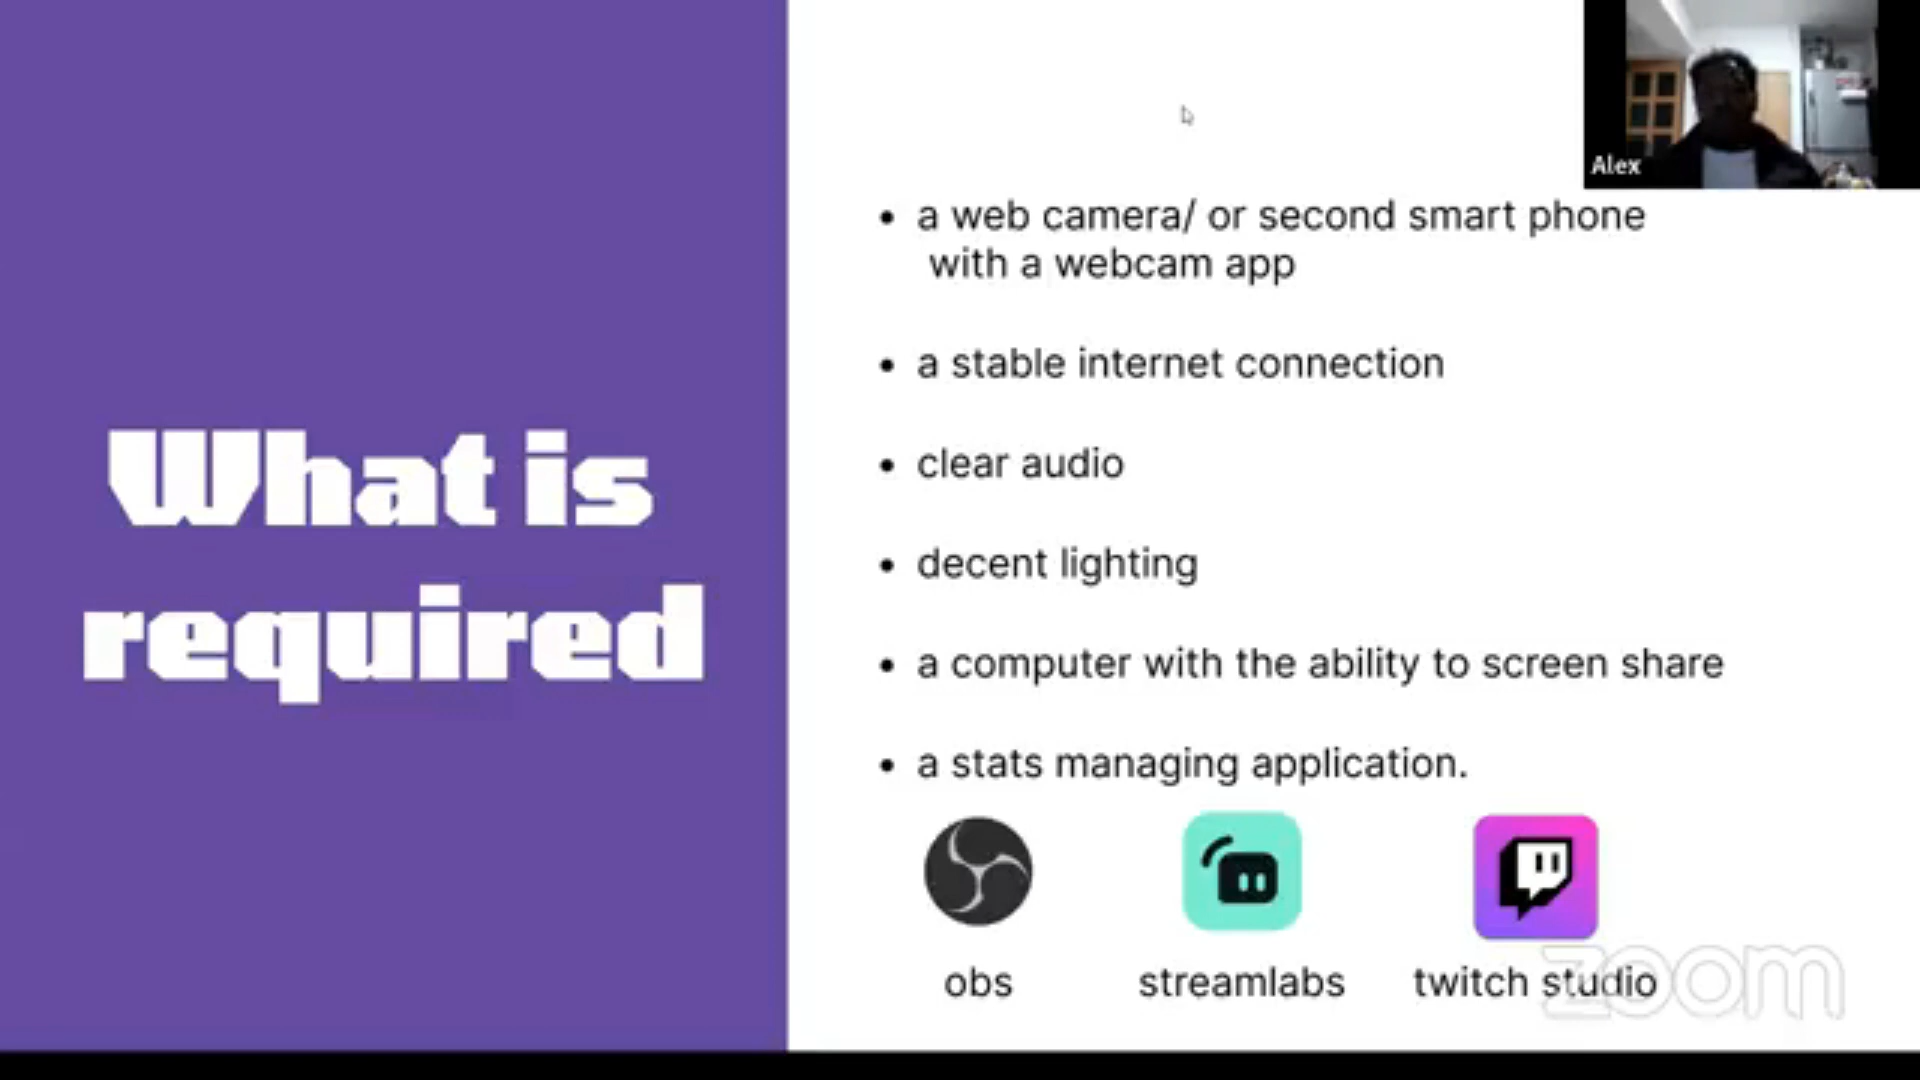 What is
required
Alex
• a web camera/ or second smart phone
with a webcam app
• a stable internet connection
• clear audio
• decent lighting
• a computer with the ability to screen share
• a stats managing application.
obs
streamlabs
twitch studio
zoom